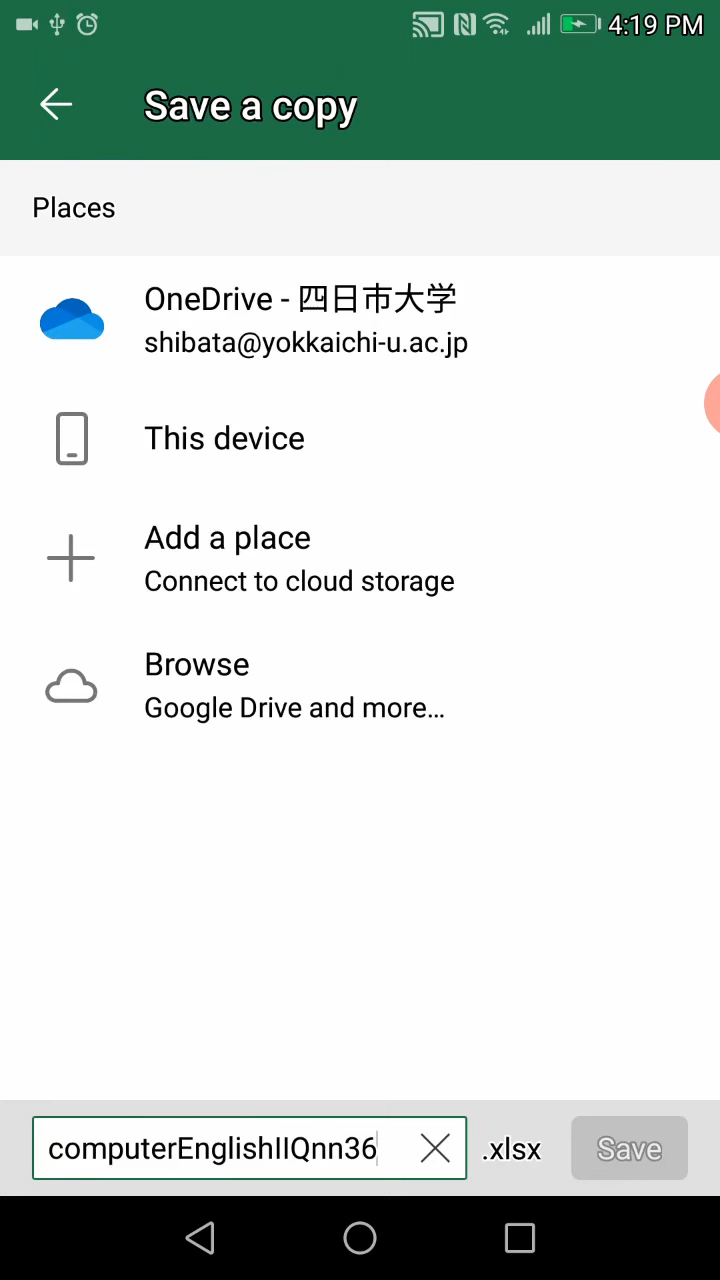 4:19 PM
Save a copy
Places
OneDrive - 四日市大学
shibata@yokkaichi-u.ac.jp
This device
Add a place
Connect to cloud storage
Browse
Google Drive and more...
computerEnglishIIQnn36 .xlsx Save